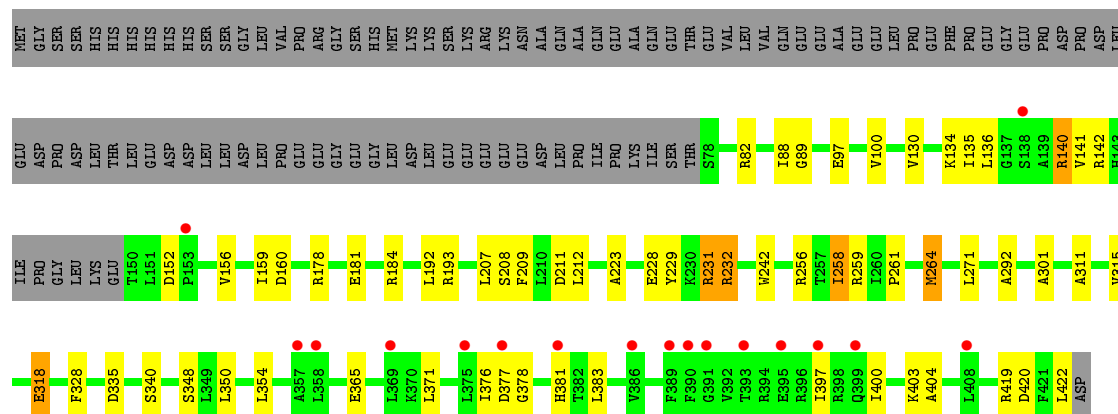 MET GLY SER SER HIS HIS HIS HIS HIS HIS SER SER GLY LEU VAL PRO ARG GLY SER HIS MET LYS LYS SER LYS ARG LYS ASN ALA GLN ALA GLN GLU ALA GLN GLU THR GLU VAL LEU VAL GLN GLU GLU ALA GLU GLU LEU PRO GLU PHE PRO GLU GLY GLU PRO ASP PRO ASP LEU
GLU ASP PRO ASP LEU THR LEU GLU ASP ASP LEU LEU ASP LEU PRO GLU GLU GLY GLU GLY LEU ASP LEU GLU GLU GLU GLU GLU ASP LEU PRO ILE PRO LYS ILE SER THR S78 R82 I88 G89 E97 V100 V130 K134 I135 L136 G137 S138 A139 R140 V141 R142 H143
ILE PRO GLY LEU LYS GLU T150 L151 D152 P153 V156 I159 D160 R178 E181 R184 L192 R193 L207 S208 F209 L210 D211 L212 A223 E228 Y229 K230 R231 R232 W242 R256 T257 I258 R259 I260 P261 M264 L271 A292 A301 A311 V315
E318 F328 D335 S340 S348 L349 L350 L354 A357 L358 E365 L369 K370 L371 L375 I376 D377 G378 H381 T382 L383 V386 F389 F390 G391 V392 T393 R394 E395 R396 I397 R398 Q399 I400 K403 A404 L408 R419 D420 F421 L422 ASP